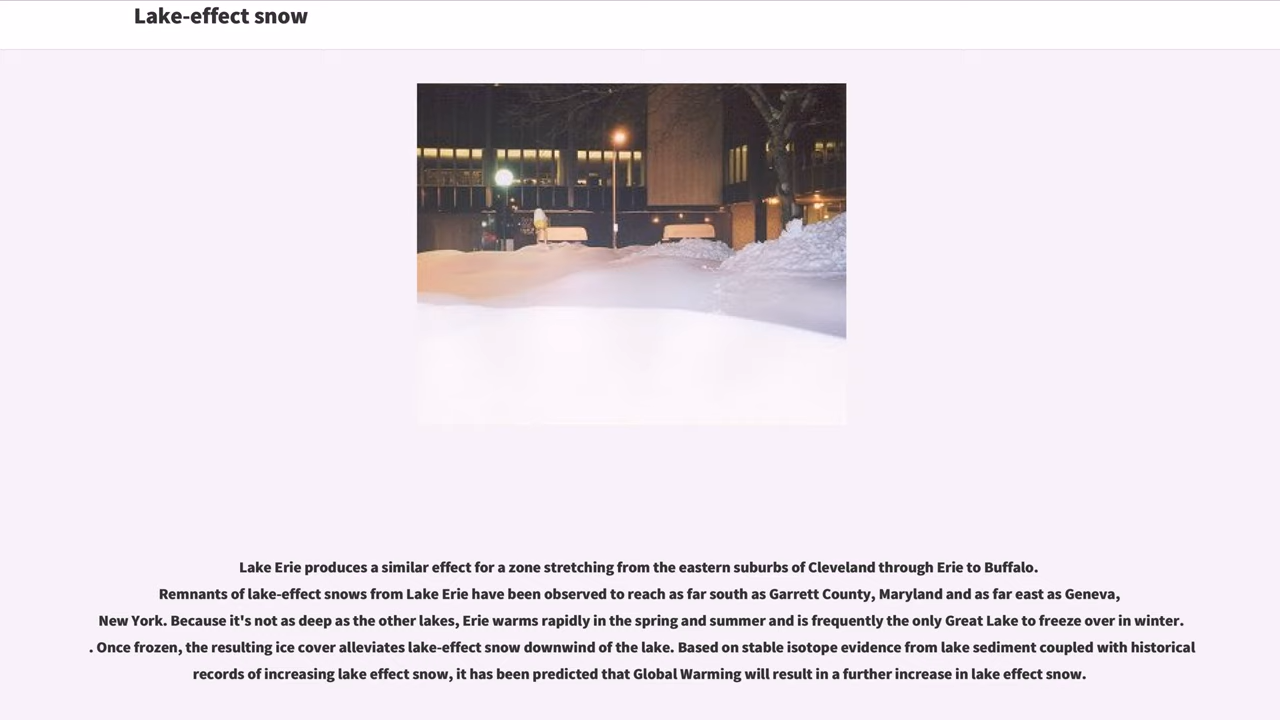 Lake-effect snow
Lake Erie produces a similar effect for a zone stretching from the eastern suburbs of Cleveland through Erie to Buffalo.
Remnants of lake-effect snows from Lake Erie have been observed to reach as far south as Garrett County, Maryland and as far east as Geneva,
New York. Because it's not as deep as the other lakes, Erie warms rapidly in the spring and summer and is frequently the only Great Lake to freeze over in winter.
. Once frozen, the resulting ice cover alleviates lake-effect snow downwind of the lake. Based on stable isotope evidence from lake sediment coupled with historical
records of increasing lake effect snow, it has been predicted that Global Warming will result in a further increase in lake effect snow.